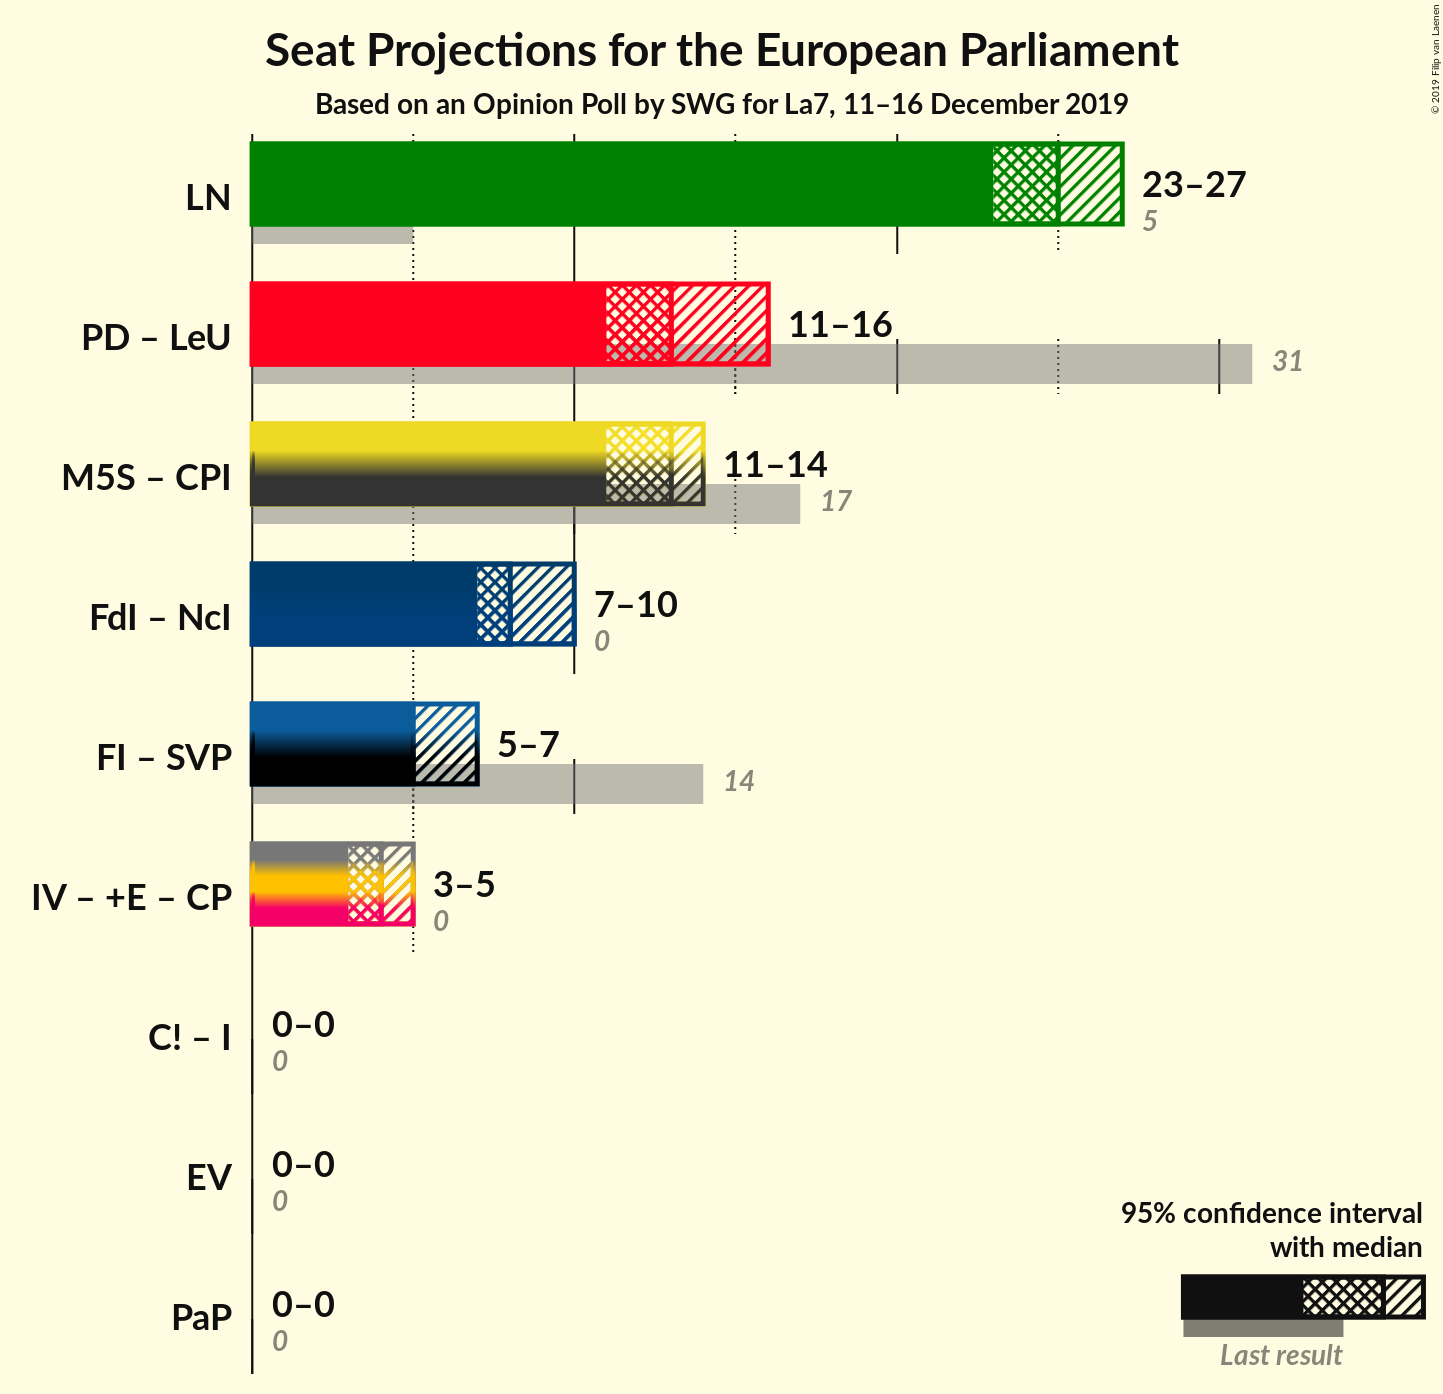 Seat Projections for the European Parliament
Based on an Opinion Poll by SWG for La7, 11–16 December 2019
© 2019 Filip van Laenen
LN
23–27
5
PD – LeU
11–16
31
M5S – CPI
11–14
17
FdI – NcI
7–10
0
FI – SVP
5–7
14
IV – +E – CP
3–5
0
C! – I
0–0
0
EV
0–0
0
PaP
0–0
0
95% confidence interval
with median
Last result